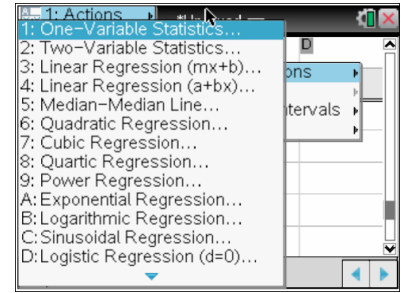 1: Actions
1: One-Variable Statistics...
2: Two-Variable Statistics...
3: Linear Regression (mx+b)...
4: Linear Regression (a+bx)...
5: Median-Median Line...
6: Quadratic Regression...
7: Cubic Regression...
8: Quartic Regression...
9: Power Regression...
A: Exponential Regression...
B: Logarithmic Regression...
C: Sinusoidal Regression...
D: Logistic Regression (d=0)...
D
ons
tervals